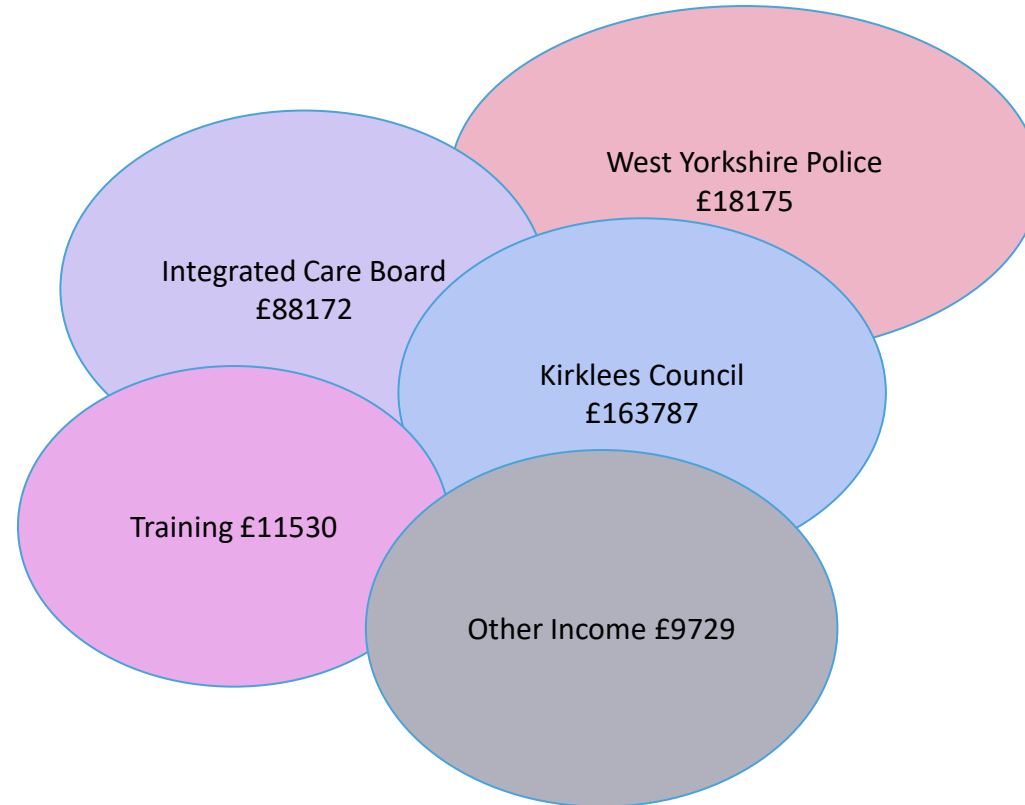 West Yorkshire Police
£18175
Integrated Care Board
£88172
Kirklees Council
£163787
Training £11530
Other Income £9729